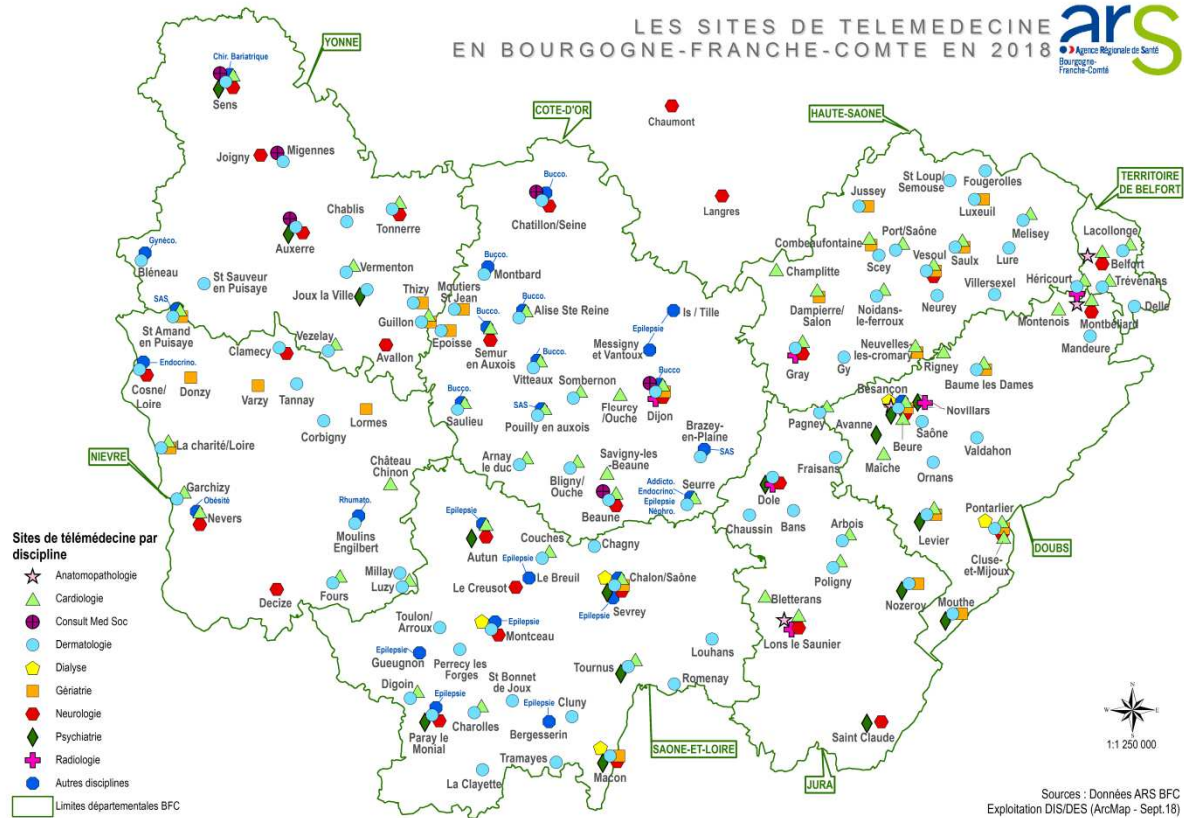 LES SITES DE TELEMEDECINE
EN BOURGOGNE-FRANCHE-COMTE EN 2018
ars
Agence Régionale de Santé
Bourgogne-
Franche-Comté
YONNE
Chir. Bariatrique
Sens
COTE-D'OR
Chaumont
HAUTE-SAONE
Joigny
Migennes
TERRITOIRE
DE BELFORT
St Loup/
Semouse
Fougerolles
Bucco.
Chatillon/Seine
Langres
Jussey
Luxeuil
Chablis
Tonnerre
Auxerre
Melisey
Lacollonge
Combeaufontaine
Port/Saône
Gynéco.
Bléneau
Vermenton
Bucco.
Montbard
Champlitte
Scey
Vesoul
Saulx
Lure
Belfort
St Sauveur
en Puisaye
Joux la Ville
Thizy
Moutiers
St Jean
Héricourt
Trévenans
SAS
St Amand
en Puisaye
Guillon
Epoisse
Bucco.
Alise Ste Reine
Is / Tille
Dampierre/
Salon
Noidans-
le-ferroux
Neurey
Villersexel
Montenois
Montbéliard
Delle
Mandeure
Vezelay
Clamecy
Avallon
Bucco.
Semur
en Auxois
Epilepsie
Messigny
et Vantoux
Gray
Gy
Neuvelles
les-cromary
Rigney
Baume les Dames
Endocrino.
Cosne/
Loire
Donzy
Varzy
Tannay
Bucco.
Vitteaux
Sombernon
Bucco
Dijon
Fleurey
/Ouche
Lormes
Corbigny
Bucco.
Saulieu
SAS
Pouilly en auxois
Besançon
Novillars
Pagney
Avanne
Beure
Saône
La charité/Loire
Brazey-
en-Plaine
SAS
Valdahon
Maîche
Ornans
NIEVRE
Château
Chinon
Arnay
le duc
Bligny/
Ouche
Savigny-les
-Beaune
Fraisans
Garchizy
Obésité
Nevers
Rhumato.
Moulins
Engilbert
Beaune
Addicto.
Endocrino.
Epilepsie
Néphro.
Seurre
Dole
Chaussin
Bans
Pontarlier
Levier
Cluse-
et-Mijoux
DOUBS
Epilepsie
Autun
Couches
Chagny
Arbois
Poligny
Millay
Luzy
Fours
Decize
Le Creusot
Epilepsie
Le Breuil
Chalon/Saône
Epilepsie
Sevrey
Nozeroy
Mouthe
Bletterans
Lons le Saunier
Toulon/
Arroux
Epilepsie
Montceau
Epilepsie
Gueugnon
Perrecy les
Forges
Louhans
Tournus
Romenay
Digoin
St Bonnet
de Joux
Epilepsie
Paray le
Monial
Charolles
Epilepsie
Cluny
Bergesserin
Saint Claude
SAONE-ET-LOIRE
JURA
Tramayes
La Clayette
Macon
Sites de télémédecine par
discipline
Anatomopathologie
Cardiologie
Consult Med Soc
Dermatologie
Dialyse
Gériatrie
Neurologie
Psychiatrie
Radiologie
Autres disciplines
Limites départementales BFC
N
W
E
S
1:1 250 000
Sources : Données ARS BFC
Exploitation DIS/DES (ArcMap - Sept.18)